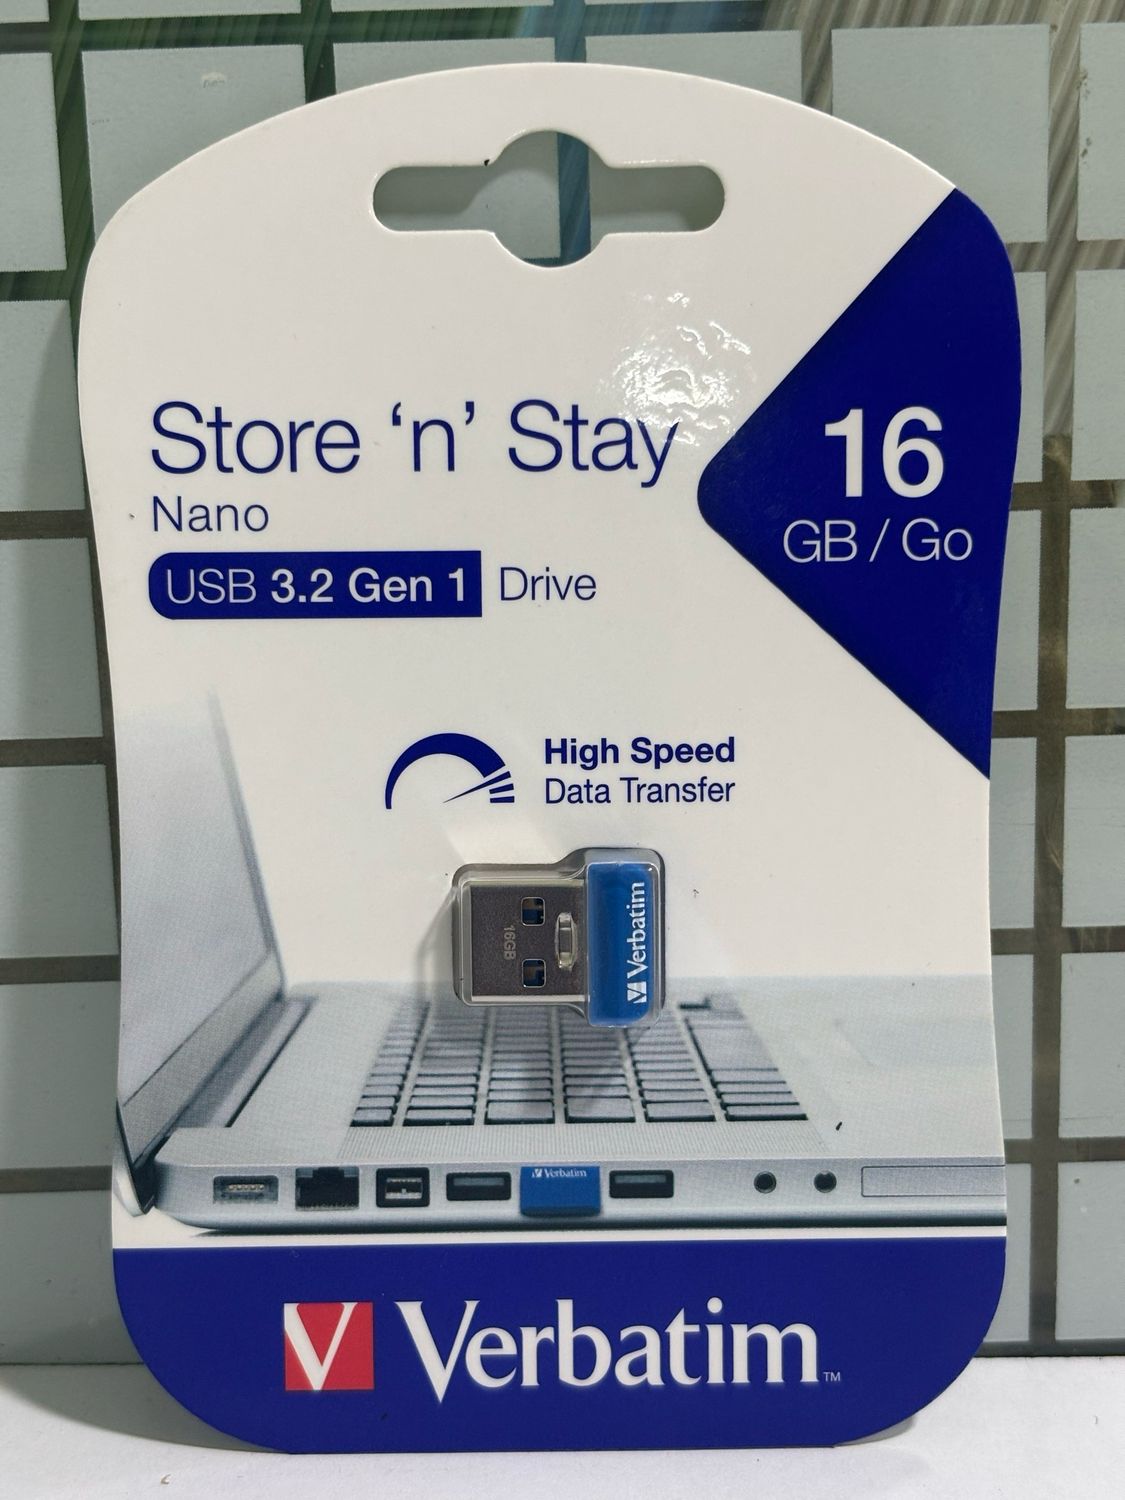 Store ‘n’ Stay
Nano
USB 3.2 Gen 1 Drive
16
GB / Go
High Speed
Data Transfer
16GB
Verbatim
Verbatim
Verbatim™